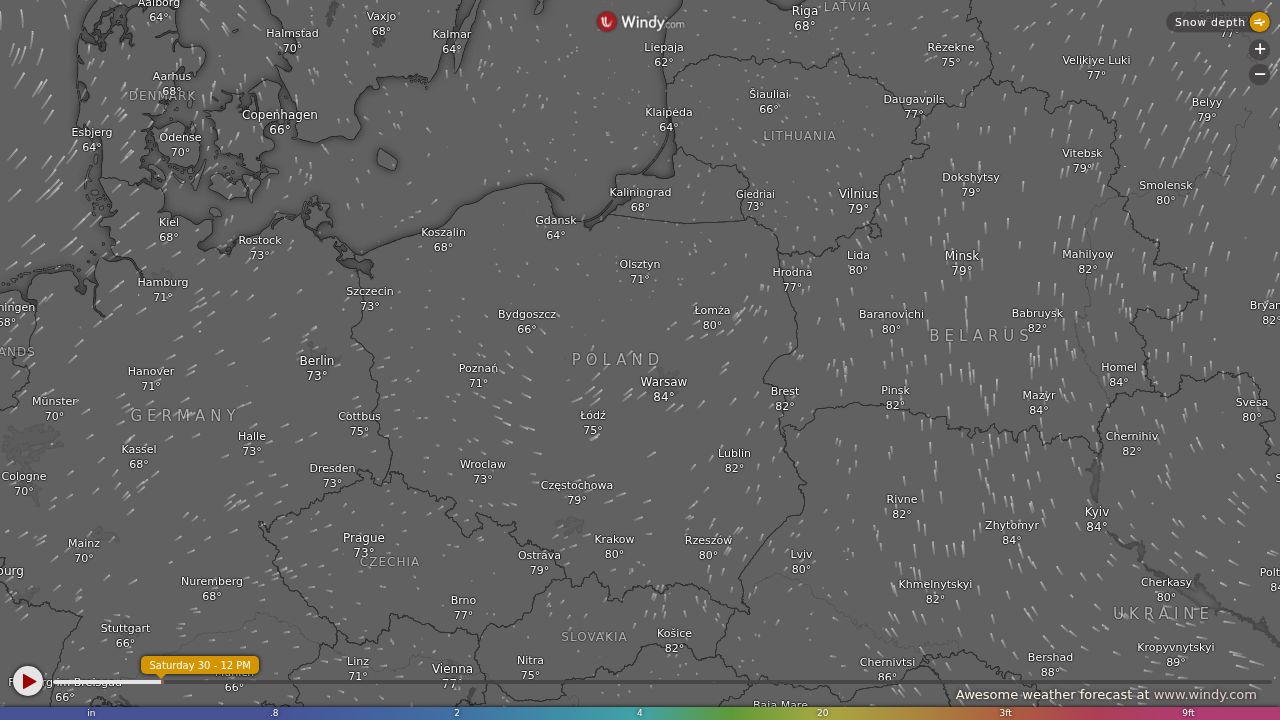 Aalborg
64°
Halmstad
70°
Vaxjo
68°
Kalmar
64°
Windy.com
Liepaja
62°
Riga
68°
LATVIA
Rēzekne
75°
Snow depth
77°
+
−
Velikiye Luki
77°
Aarhus
68°
DENMARK
Copenhagen
66°
Esbjerg
64°
Odense
70°
Klaipėda
64°
Šiauliai
66°
LITHUANIA
Daugavpils
77°
Belyy
79°
Vitebsk
79°
Dokshytsy
79°
Smolensk
80°
Kaliningrad
68°
Giedriai
73°
Vilnius
79°
Kiel
68°
Rostock
73°
Koszalin
68°
Gdansk
64°
Olsztyn
71°
Hrodna
77°
Lida
80°
Minsk
79°
Mahilyow
82°
Hamburg
71°
Szczecin
73°
Bydgoszcz
66°
Łomża
80°
Baranovichi
80°
Babruysk
82°
BELARUS
Hanover
71°
Berlin
73°
Poznań
71°
POLAND
Warsaw
84°
Brest
82°
Pinsk
82°
Mazyr
84°
Homel
84°
Münster
70°
GERMANY
Cottbus
75°
Łódź
75°
Svesa
80°
Kassel
68°
Halle
73°
Chernihiv
82°
Cologne
70°
Dresden
73°
Wroclaw
73°
Częstochowa
79°
Lublin
82°
Rivne
82°
Kyiv
84°
Zhytomyr
84°
Mainz
70°
Prague
73°
CZECHIA
Ostrava
79°
Krakow
80°
Rzeszów
80°
Lviv
80°
Nuremberg
68°
Brno
77°
Khmelnytskyi
82°
Cherkasy
80°
UKRAINE
Stuttgart
66°
SLOVAKIA
Košice
82°
Linz
71°
Vienna
77°
Nitra
75°
Chernivtsi
86°
Bershad
88°
Kropyvnytskyi
89°
Saturday 30 - 12 PM
66°
66°
Baia Mare
Awesome weather forecast at www.windy.com
in .8 2 4 20 3ft 9ft